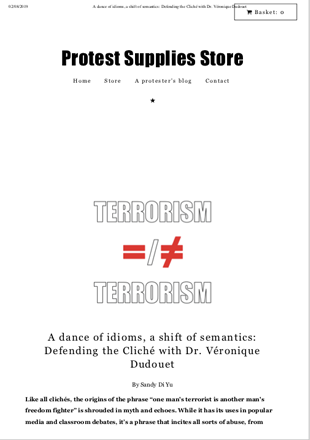 A dance of idioms, a shift of semantics: Defending the Cliché with Dr. Véronique Dudouet
Basket: 0
Protest Supplies Store
Home Store A protester's blog Contact
★
TERRORISM
=/≠
TERRORISM
A dance of idioms, a shift of semantics:
Defending the Cliché with Dr. Véronique
Dudouet
By Sandy Di Yu
Like all clichés, the origins of the phrase “one man’s terrorist is another man’s
freedom fighter” is shrouded in myth and echoes. While it has its uses in popular
media and classroom debates, it’s a phrase that incites all sorts of abuse, from